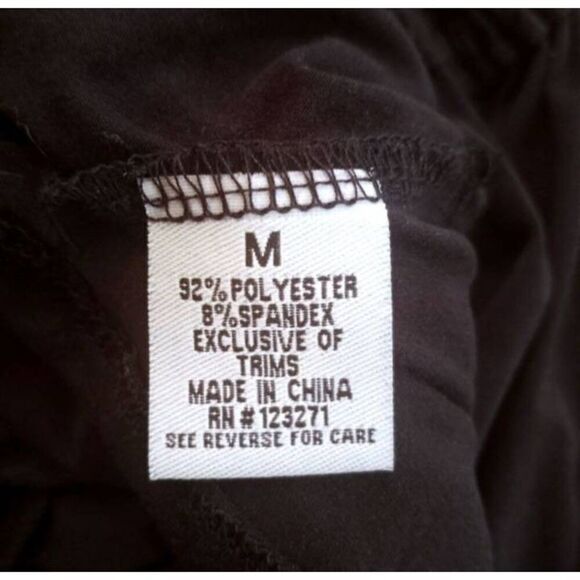 M
92% POLYESTER
8% SPANDEX
EXCLUSIVE OF
TRIMS
MADE IN CHINA
RN # 123271
SEE REVERSE FOR CARE